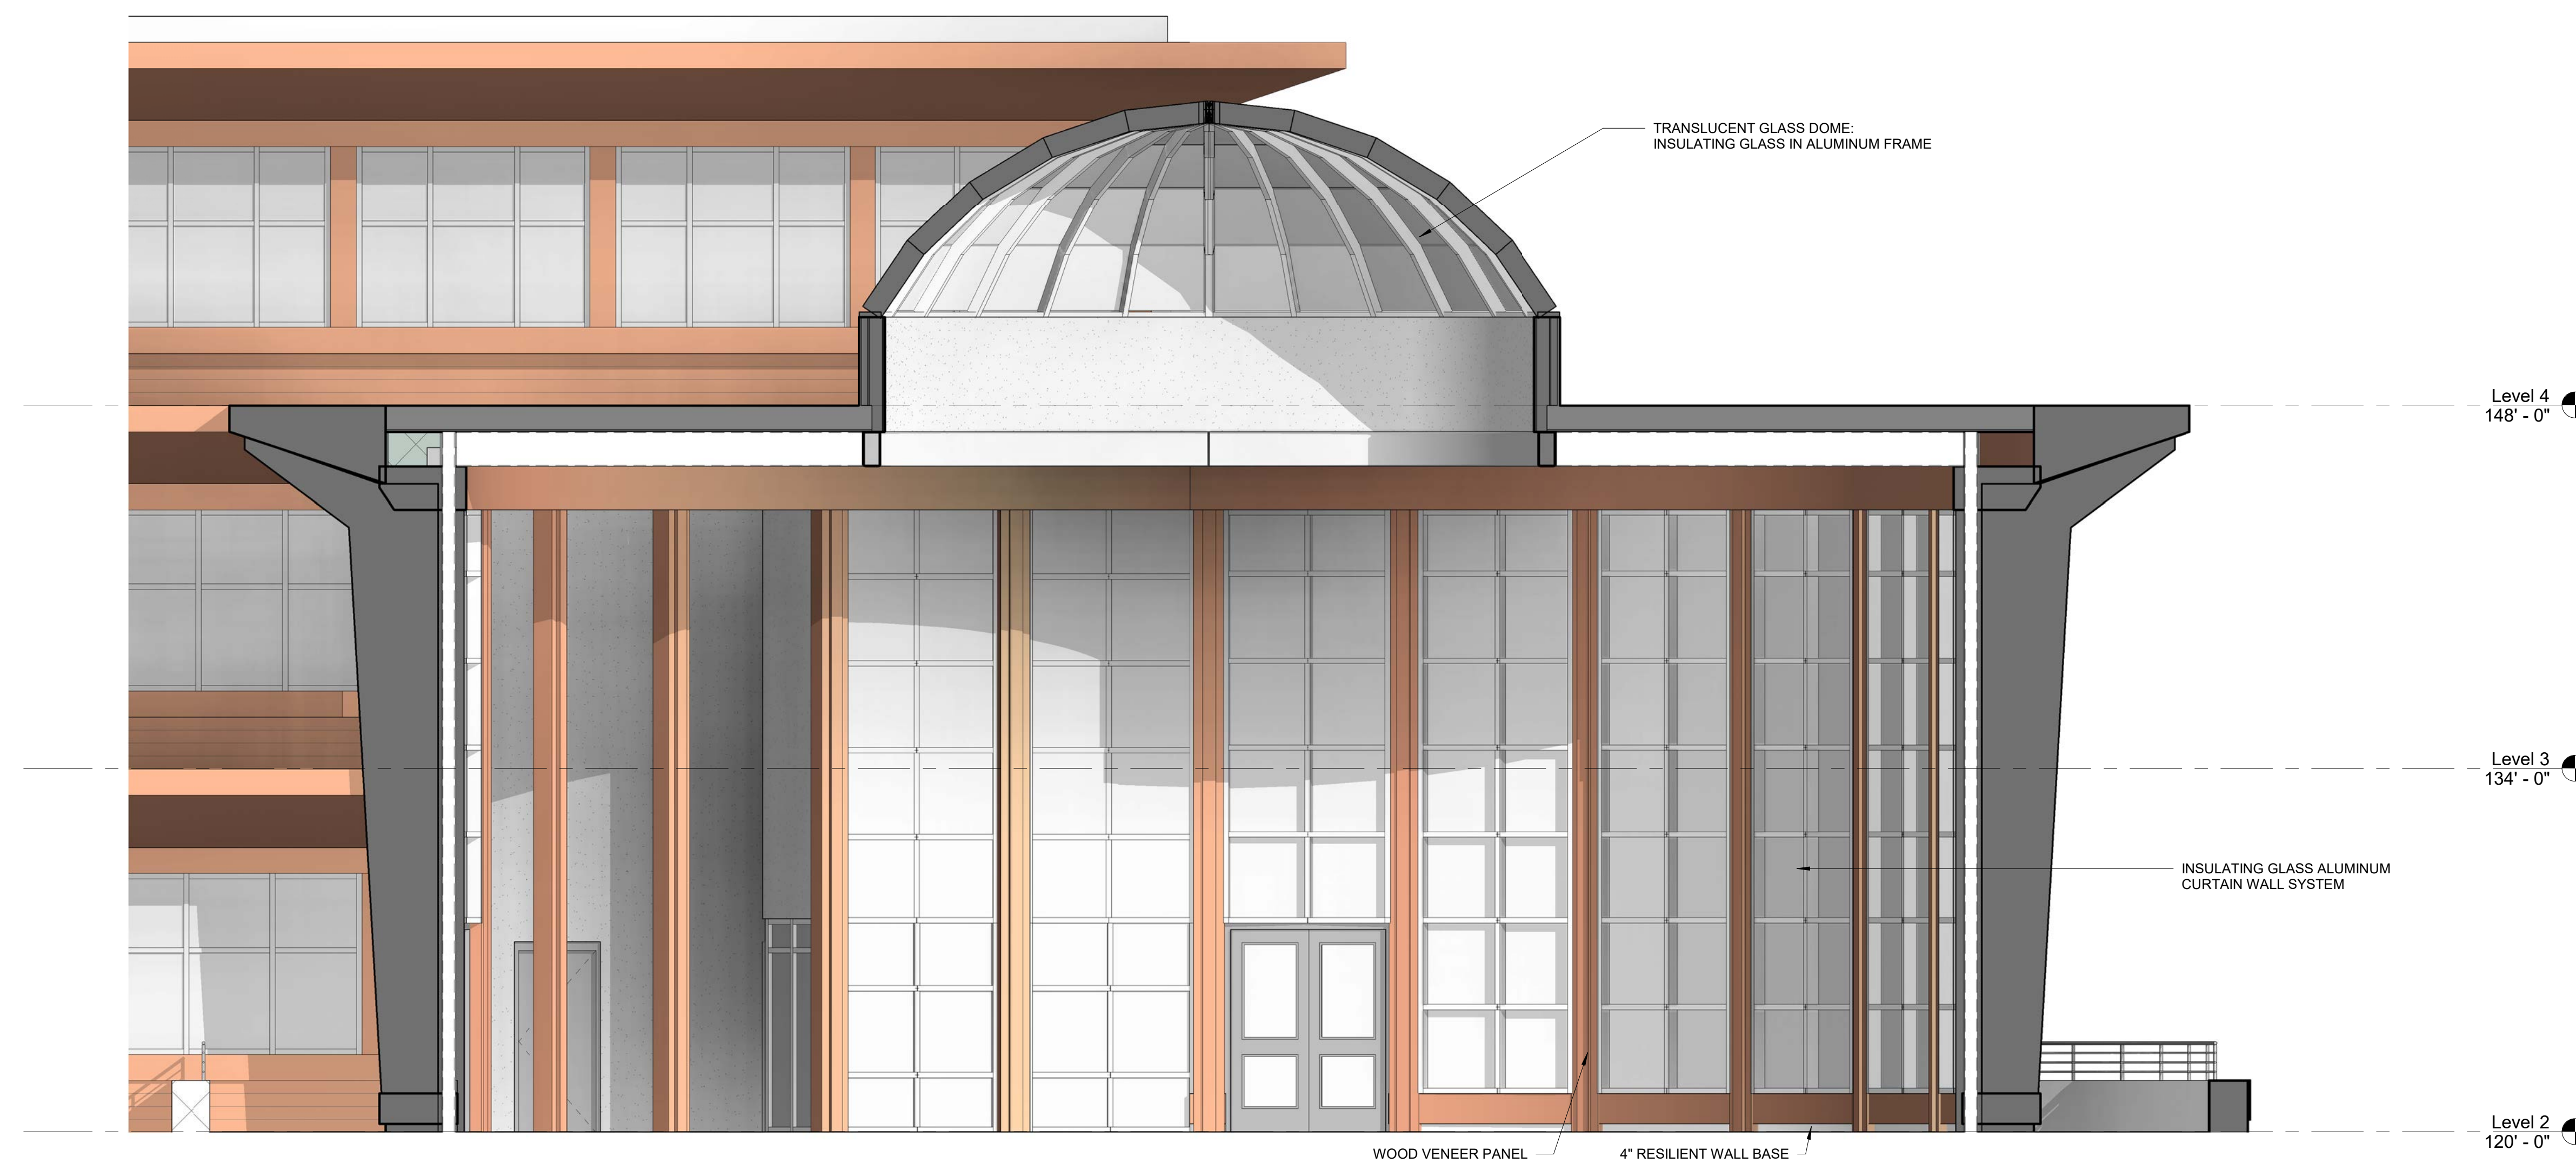 TRANSLUCENT GLASS DOME:
INSULATING GLASS IN ALUMINUM FRAME
Level 4
148' - 0"
Level 3
134' - 0"
INSULATING GLASS ALUMINUM
CURTAIN WALL SYSTEM
Level 2
120' - 0"
WOOD VENEER PANEL
4" RESILIENT WALL BASE